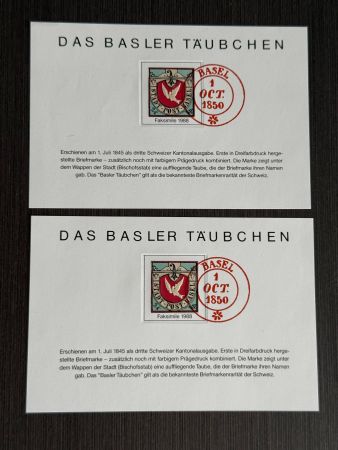 DAS BASLER TÄUBCHEN
BASEL
1
OCT.
1850
STADT POST BASEL
Faksimile 1988
Erschienen am 1. Juli 1845 als dritte Schweizer Kantonalausgabe. Erste in Dreifarbdruck herge-
stellte Briefmarke – zusätzlich noch mit farbigem Prägedruck kombiniert. Die Marke zeigt unter
dem Wappen der Stadt (Bischofsstab) eine auffliegende Taube, die der Briefmarke ihren Namen
gab. Das "Basler Täubchen" gilt als die bekannteste Briefmarkenrarität der Schweiz.
DAS BASLER TÄUBCHEN
BASEL
1
OCT.
1850
STADT POST BASEL
Faksimile 1988
Erschienen am 1. Juli 1845 als dritte Schweizer Kantonalausgabe. Erste in Dreifarbdruck herge-
stellte Briefmarke – zusätzlich noch mit farbigem Prägedruck kombiniert. Die Marke zeigt unter
dem Wappen der Stadt (Bischofsstab) eine auffliegende Taube, die der Briefmarke ihren Namen
gab. Das "Basler Täubchen" gilt als die bekannteste Briefmarkenrarität der Schweiz.